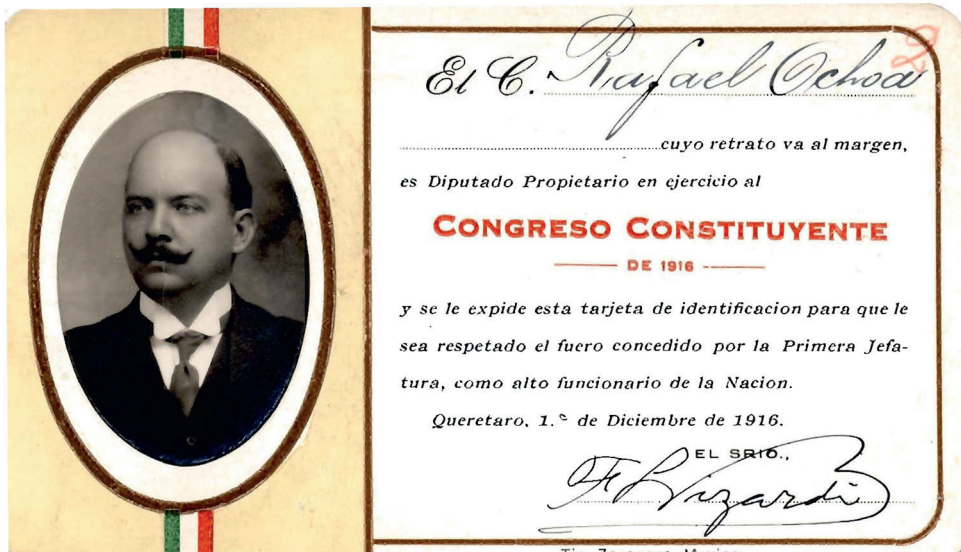 El C. Rafael Ochoa
20
cuyo retrato va al margen,
es Diputado Propietario en ejercicio al
CONGRESO CONSTITUYENTE
DE 1916
y se le expide esta tarjeta de identificacion para que le
sea respetado el fuero concedido por la Primera Jefa-
tura, como alto funcionario de la Nacion.
Queretaro, 1.º de Diciembre de 1916.
EL SRIO.,
F Lizardi